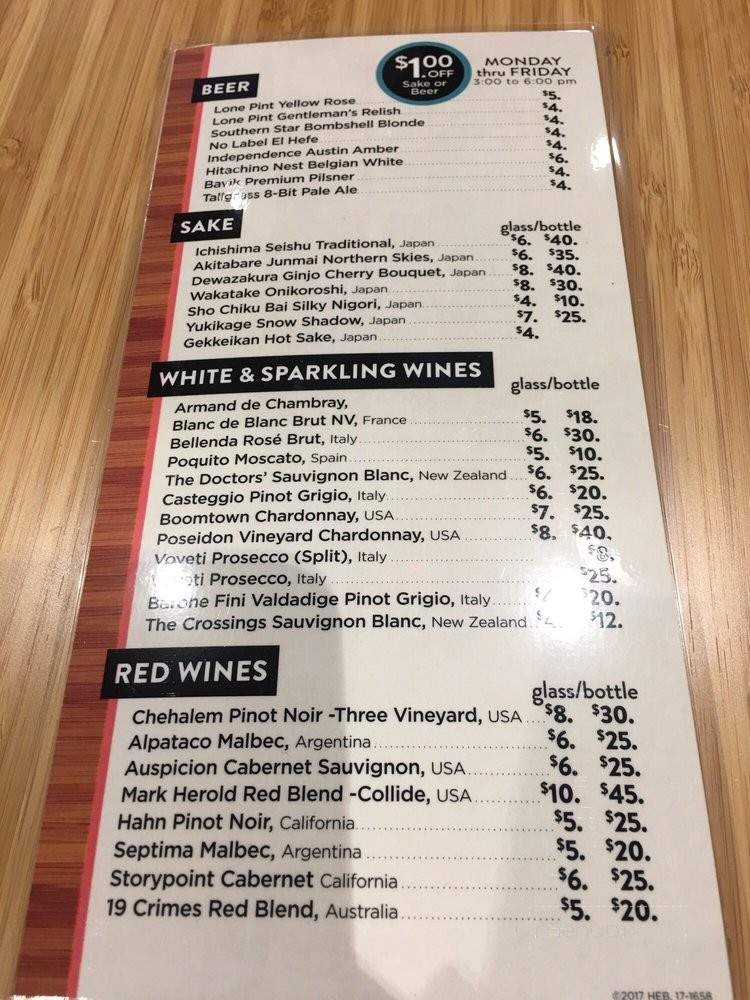 $1.00 OFF
Sake or
Beer
MONDAY
thru FRIDAY
3:00 to 6:00 pm
BEER
Lone Pint Yellow Rose $5.
Lone Pint Gentleman's Relish $4.
Southern Star Bombshell Blonde $4.
No Label El Hefe $4.
Independence Austin Amber $4.
Hitachino Nest Belgian White $6.
Bavik Premium Pilsner $4.
Tallgrass 8-Bit Pale Ale $4.
SAKE
glass/bottle
Ichishima Seishu Traditional, Japan $6. $40.
Akitabare Junmai Northern Skies, Japan $6. $35.
Dewazakura Ginjo Cherry Bouquet, Japan $8. $40.
Wakatake Onikoroshi, Japan $8. $30.
Sho Chiku Bai Silky Nigori, Japan $4. $10.
Yukikage Snow Shadow, Japan $7. $25.
Gekkeikan Hot Sake, Japan $4.
WHITE & SPARKLING WINES
glass/bottle
Armand de Chambray,
Blanc de Blanc Brut NV, France $5. $18.
Bellenda Rosé Brut, Italy $6. $30.
Poquito Moscato, Spain $5. $10.
The Doctors' Sauvignon Blanc, New Zealand $6. $25.
Casteggio Pinot Grigio, Italy $6. $20.
Boomtown Chardonnay, USA $7. $25.
Poseidon Vineyard Chardonnay, USA $8. $40.
Voveti Prosecco (Split), Italy $8.
Voveti Prosecco, Italy $25.
Barone Fini Valdadige Pinot Grigio, Italy $20.
The Crossings Sauvignon Blanc, New Zealand $4. $12.
RED WINES
glass/bottle
Chehalem Pinot Noir -Three Vineyard, USA $8. $30.
Alpataco Malbec, Argentina $6. $25.
Auspicion Cabernet Sauvignon, USA $6. $25.
Mark Herold Red Blend -Collide, USA $10. $45.
Hahn Pinot Noir, California $5. $25.
Septima Malbec, Argentina $5. $20.
Storypoint Cabernet California $6. $25.
19 Crimes Red Blend, Australia $5. $20.
©2017 HEB, 17-1658